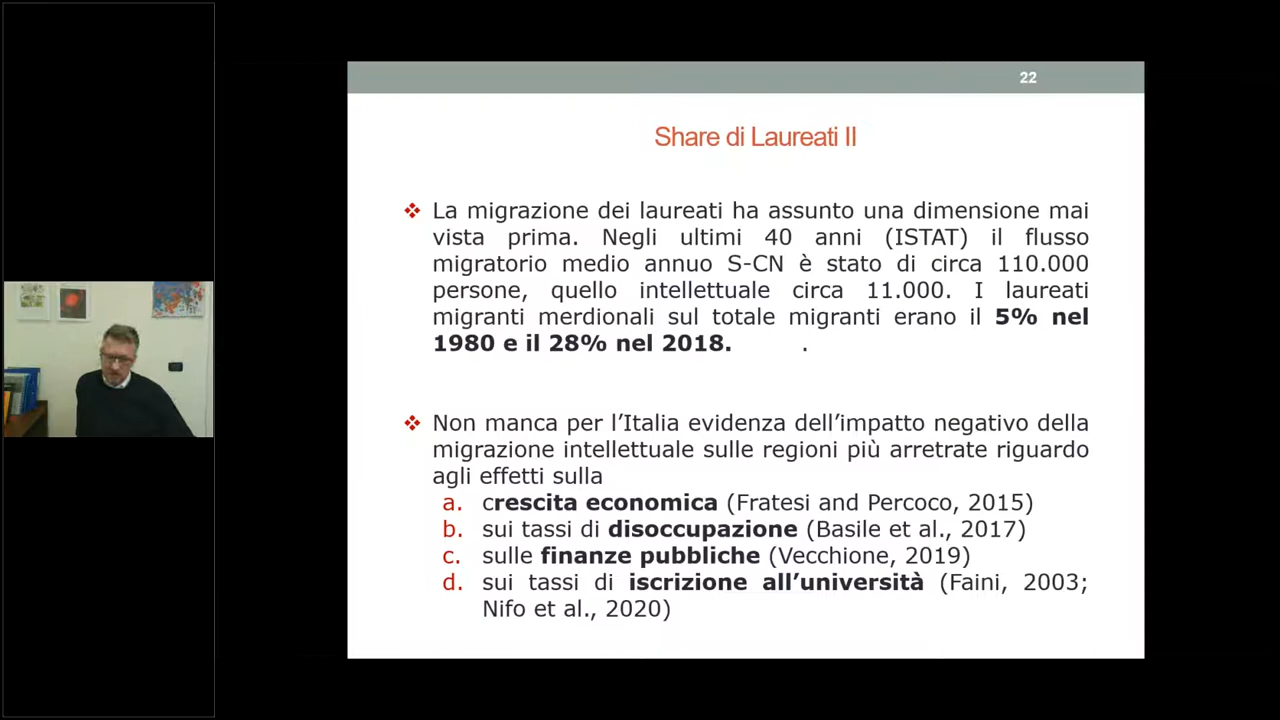 22
Share di Laureati II
❖ La migrazione dei laureati ha assunto una dimensione mai
vista prima. Negli ultimi 40 anni (ISTAT) il flusso
migratorio medio annuo S-CN è stato di circa 110.000
persone, quello intellettuale circa 11.000. I laureati
migranti merdionali sul totale migranti erano il 5% nel
1980 e il 28% nel 2018. .
❖ Non manca per l’Italia evidenza dell’impatto negativo della
migrazione intellettuale sulle regioni più arretrate riguardo
agli effetti sulla
a. crescita economica (Fratesi and Percoco, 2015)
b. sui tassi di disoccupazione (Basile et al., 2017)
c. sulle finanze pubbliche (Vecchione, 2019)
d. sui tassi di iscrizione all’università (Faini, 2003;
Nifo et al., 2020)